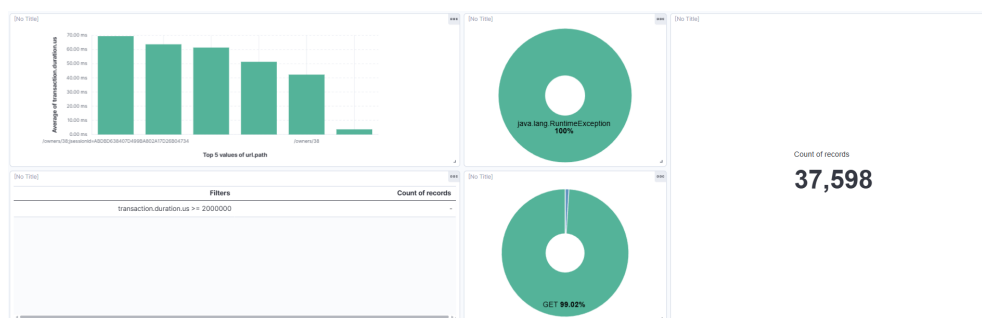 [No Title]
Average of transaction.duration.us
70.00 ms
60.00 ms
50.00 ms
40.00 ms
30.00 ms
20.00 ms
10.00 ms
0.00 ms
/owners/38
Top 5 values of url.path
[No Title]
java.lang.RuntimeException
100%
[No Title]
Count of records
37,598
[No Title]
Filters
Count of records
transaction.duration.us >= 2000000
-
[No Title]
GET 99.02%